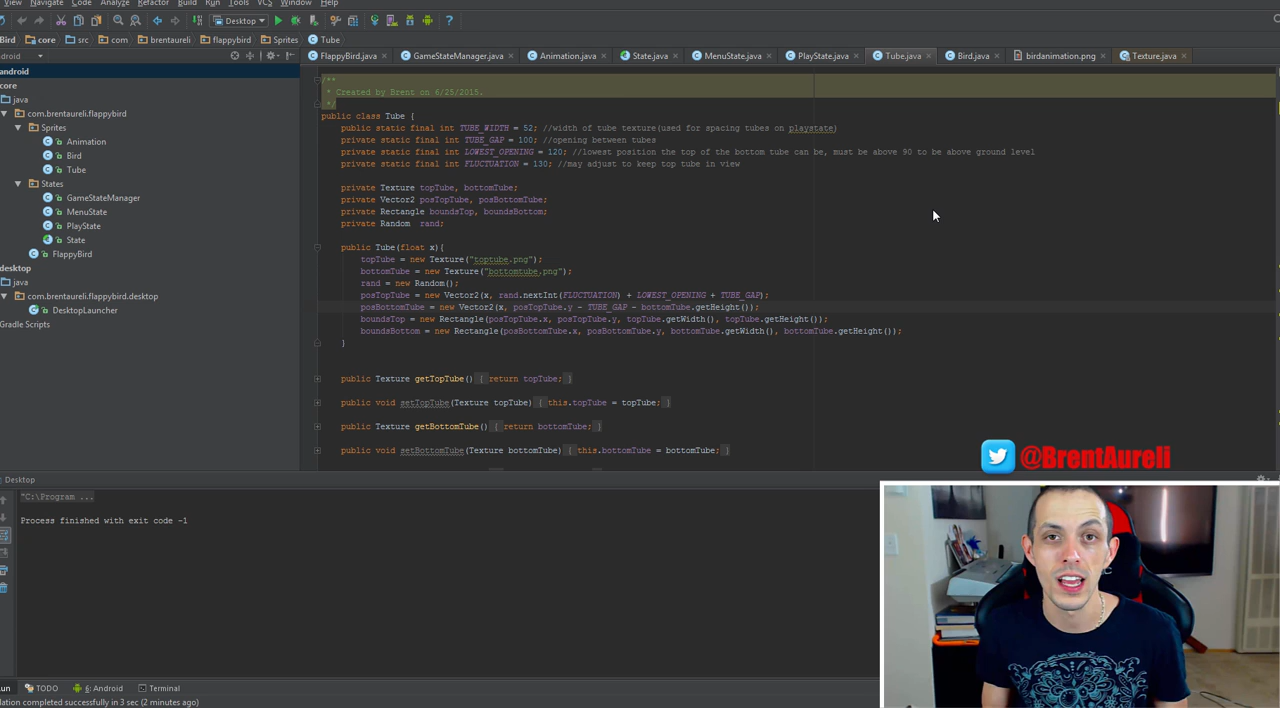 View Navigate Code Analyze Refactor Build Run Tools VCS Window Help
Desktop
Bird core src com brentaureli flappybird Sprites Tube
FlappyBird.java GameStateManager.java Animation.java State.java MenuState.java PlayState.java Tube.java Bird.java birdanimation.png Texture.java
android
core
java
com.brentaureli.flappybird
Sprites
Animation
Bird
Tube
States
GameStateManager
MenuState
PlayState
State
FlappyBird
desktop
java
com.brentaureli.flappybird.desktop
DesktopLauncher
Gradle Scripts
/**
* Created by Brent on 6/25/2015.
*/
public class Tube {
public static final int TUBE_WIDTH = 52; //width of tube texture(used for spacing tubes on playstate)
private static final int TUBE_GAP = 100; //opening between tubes
private static final int LOWEST_OPENING = 120; //lowest position the top of the bottom tube can be, must be above 90 to be above ground level
private static final int FLUCTUATION = 130; //may adjust to keep top tube in view
private Texture topTube, bottomTube;
private Vector2 posTopTube, posBottomTube;
private Rectangle boundsTop, boundsBottom;
private Random rand;
public Tube(float x){
topTube = new Texture("toptube.png");
bottomTube = new Texture("bottomtube.png");
rand = new Random();
posTopTube = new Vector2(x, rand.nextInt(FLUCTUATION) + LOWEST_OPENING + TUBE_GAP);
posBottomTube = new Vector2(x, posTopTube.y - TUBE_GAP - bottomTube.getHeight());
boundsTop = new Rectangle(posTopTube.x, posTopTube.y, topTube.getWidth(), topTube.getHeight());
boundsBottom = new Rectangle(posBottomTube.x, posBottomTube.y, bottomTube.getWidth(), bottomTube.getHeight());
}
public Texture getTopTube() { return topTube; }
public void setTopTube(Texture topTube) { this.topTube = topTube; }
public Texture getBottomTube() { return bottomTube; }
public void setBottomTube(Texture bottomTube) { this.bottomTube = bottomTube; }
@BrentAureli
Desktop
"C:\Program ...
Process finished with exit code -1
TODO 6: Android Terminal
finished successfully in 3 sec (2 minutes ago)